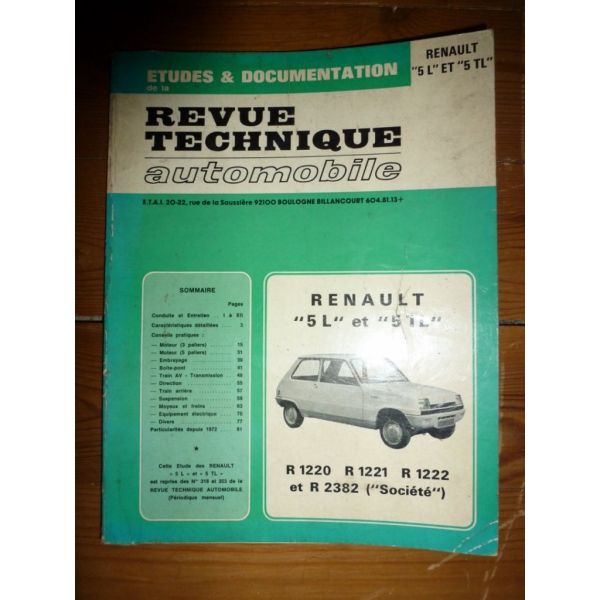 ETUDES & DOCUMENTATION
de la
RENAULT
"5 L" ET "5 TL"
REVUE
TECHNIQUE
automobile
E.T.A.I. 20-22, rue de la Saussière 92100 BOULOGNE BILLANCOURT 604.81.13+
SOMMAIRE
Pages
Conduite et Entretien . . . I à XII
Caractéristiques détaillées . . . . 3
Conseils pratiques :
— Moteur (3 paliers) . . . . . . 15
— Moteur (5 paliers) . . . . . . 31
— Embrayage . . . . . . 39
— Boîte-pont . . . . . . 41
— Train AV - Transmission . . 49
— Direction . . . . . . 55
— Train arrière . . . . . . 57
— Suspension . . . . . . 59
— Moyeux et freins . . . . . . 63
— Equipement électrique . . . . 70
— Divers . . . . . . 77
Particularités depuis 1972 . . . . 81
★
Cette Etude des RENAULT
« 5 L » et « 5 TL »
est reprise des N° 318 et 353 de la
REVUE TECHNIQUE AUTOMOBILE
(Périodique mensuel)
RENAULT
"5 L" et "5 TL"
R 1220 R 1221 R 1222
et R 2382 ("Société")